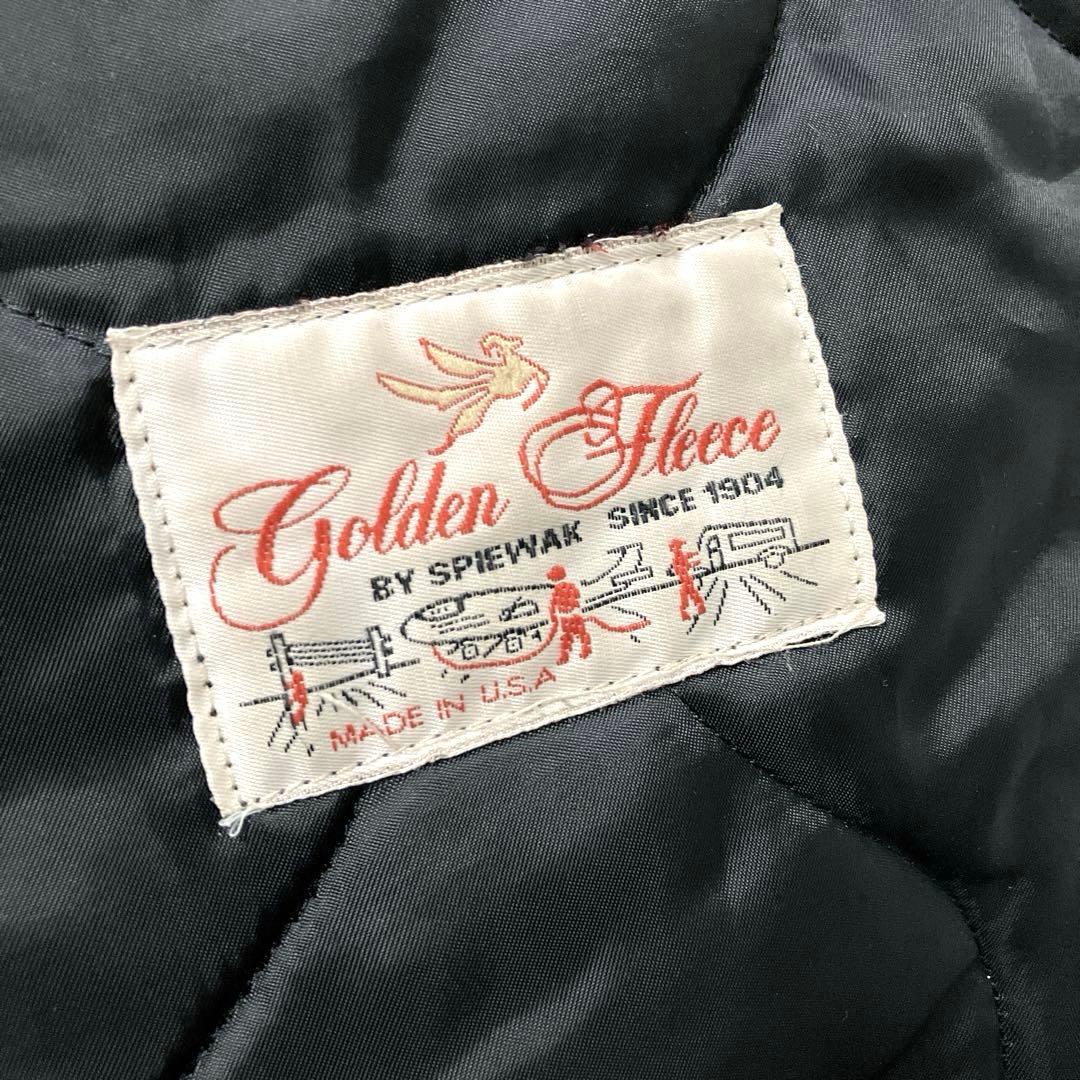 Golden Fleece
BY SPIEWAK SINCE 1904
MADE IN U.S.A